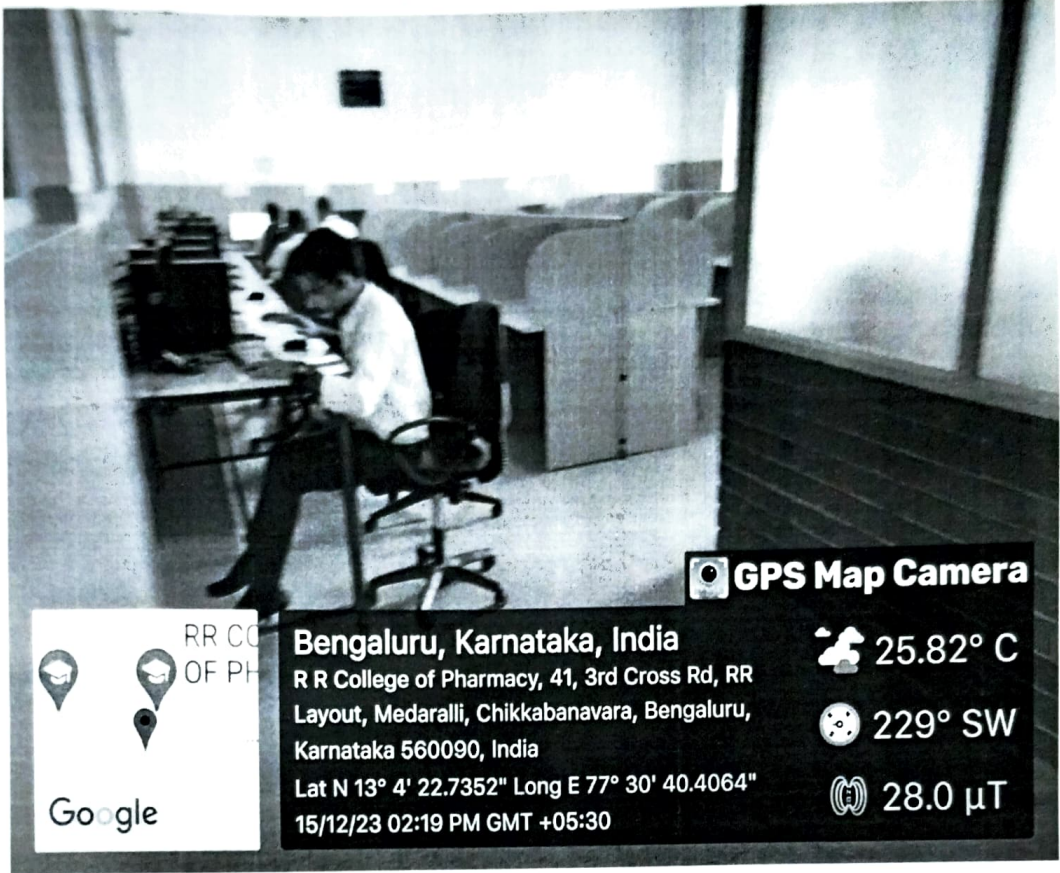 GPS Map Camera
RR CO
OF PH
Google
Bengaluru, Karnataka, India
R R College of Pharmacy, 41, 3rd Cross Rd, RR
Layout, Medaralli, Chikkabanavara, Bengaluru,
Karnataka 560090, India
Lat N 13° 4' 22.7352" Long E 77° 30' 40.4064"
15/12/23 02:19 PM GMT +05:30
25.82° C
229° SW
28.0 µT